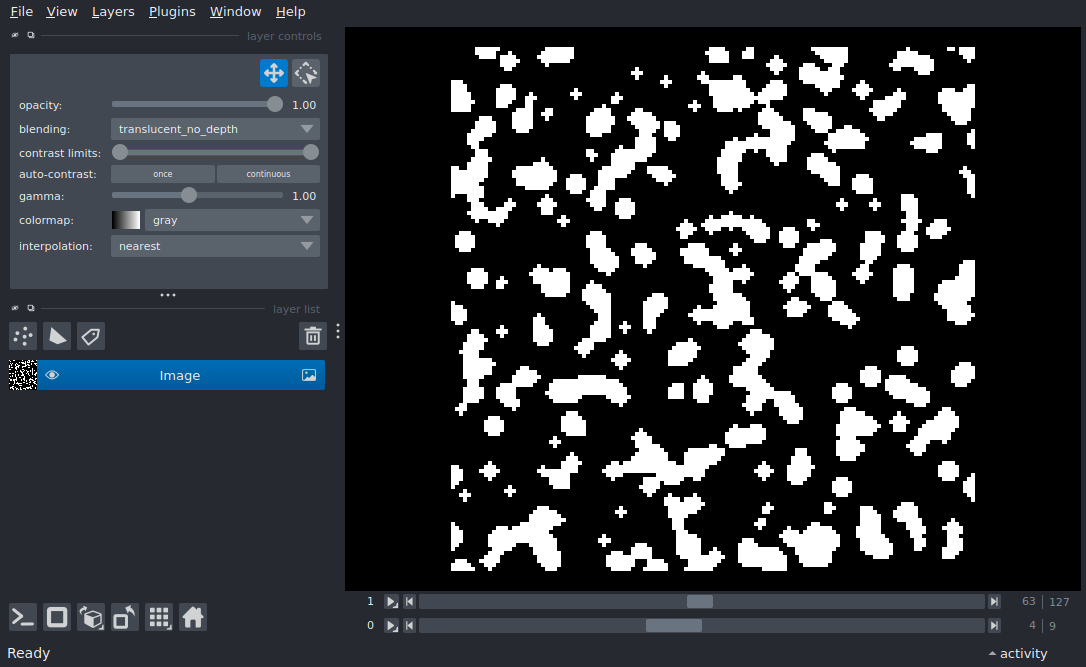 File View Layers Plugins Window Help
layer controls
opacity: 1.00
blending: translucent_no_depth
contrast limits:
auto-contrast: once continuous
gamma: 1.00
colormap: gray
interpolation: nearest
layer list
Image
1 63 127
0 4 9
Ready activity